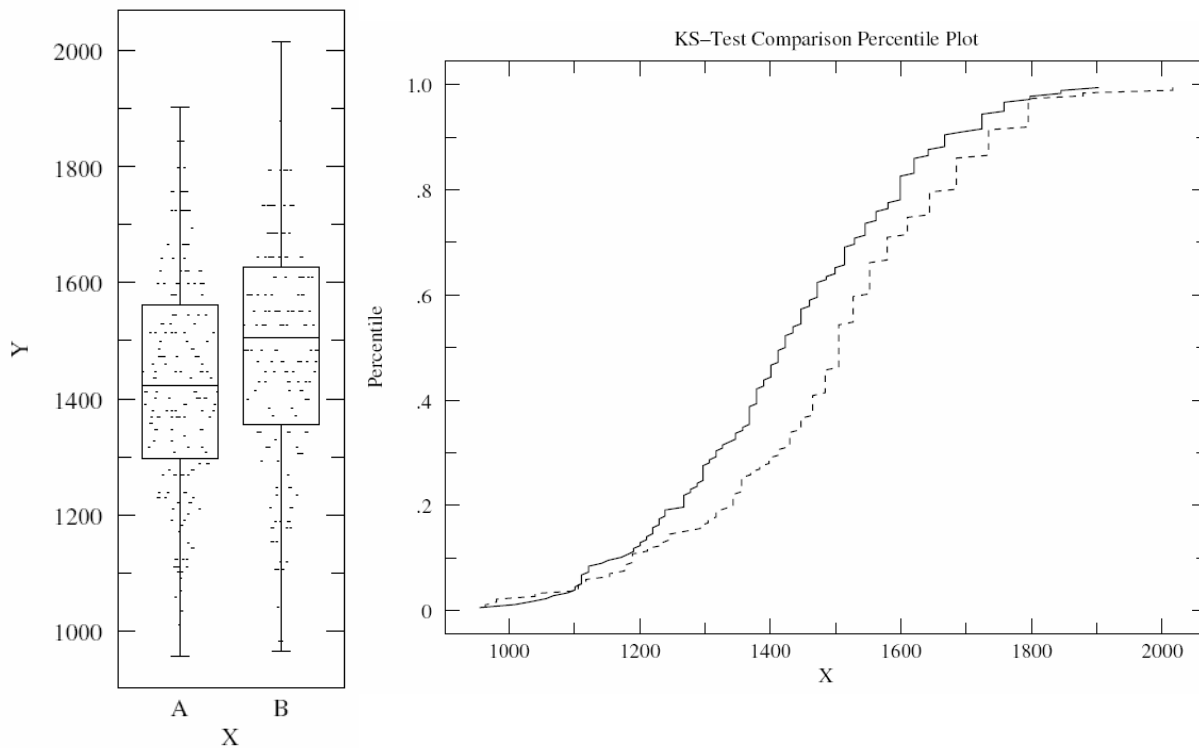 2000
1800
1600
1400
1200
1000
Y
A B
X
KS–Test Comparison Percentile Plot
1.0
.8
.6
.4
.2
0
Percentile
1000 1200 1400 1600 1800 2000
X